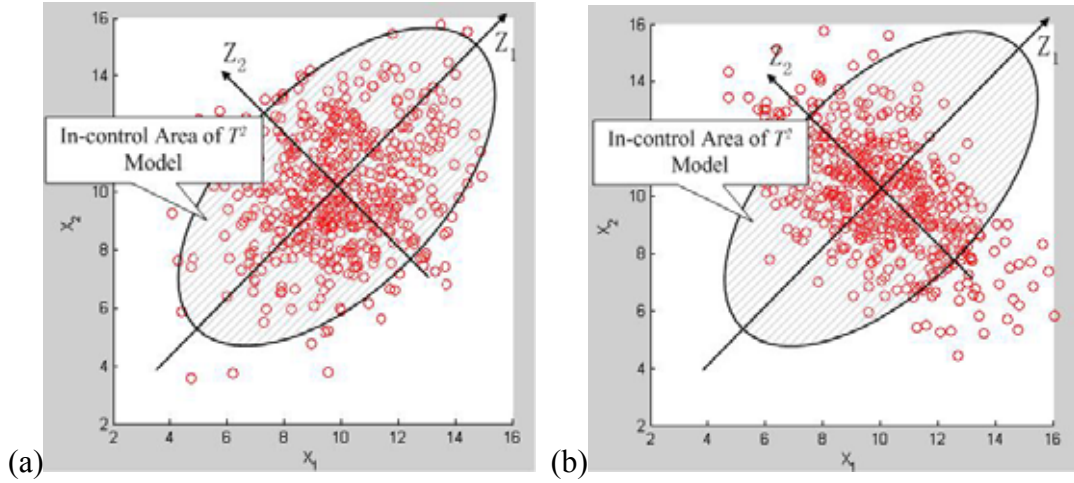 16
14
12
10
8
6
4
2
X₂
2 4 6 8 10 12 14 16
X₁
Z₂
Z₁
In-control Area of T²
Model
(a)
16
14
12
10
8
6
4
2
X₂
2 4 6 8 10 12 14 16
X₁
Z₂
Z₁
In-control Area of T²
Model
(b)